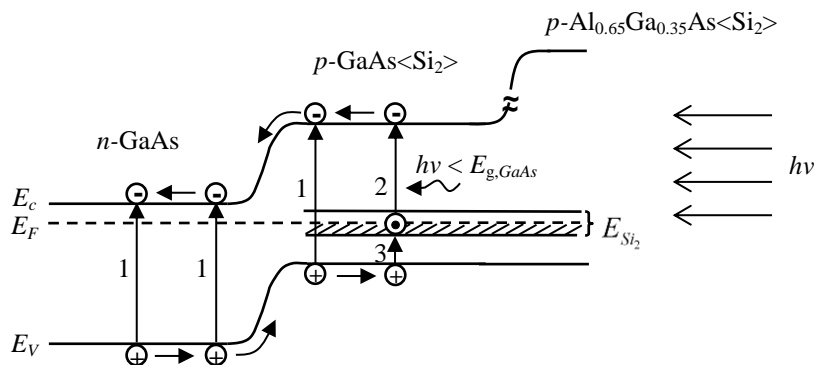 p-Al0.65Ga0.35As<Si2>
p-GaAs<Si2>
n-GaAs
hν < Eg,GaAs
hν
1
2
Ec
EF
ESi2
1
1
3
EV